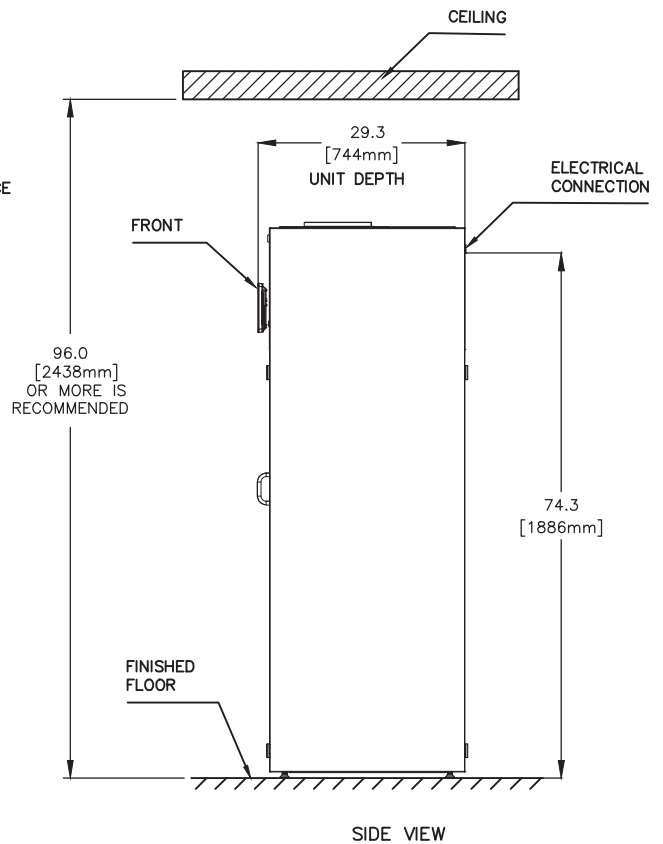 CEILING
29.3
[744mm]
UNIT DEPTH
ELECTRICAL
CONNECTION
FRONT
96.0
[2438mm]
OR MORE IS
RECOMMENDED
74.3
[1886mm]
FINISHED
FLOOR
SIDE VIEW